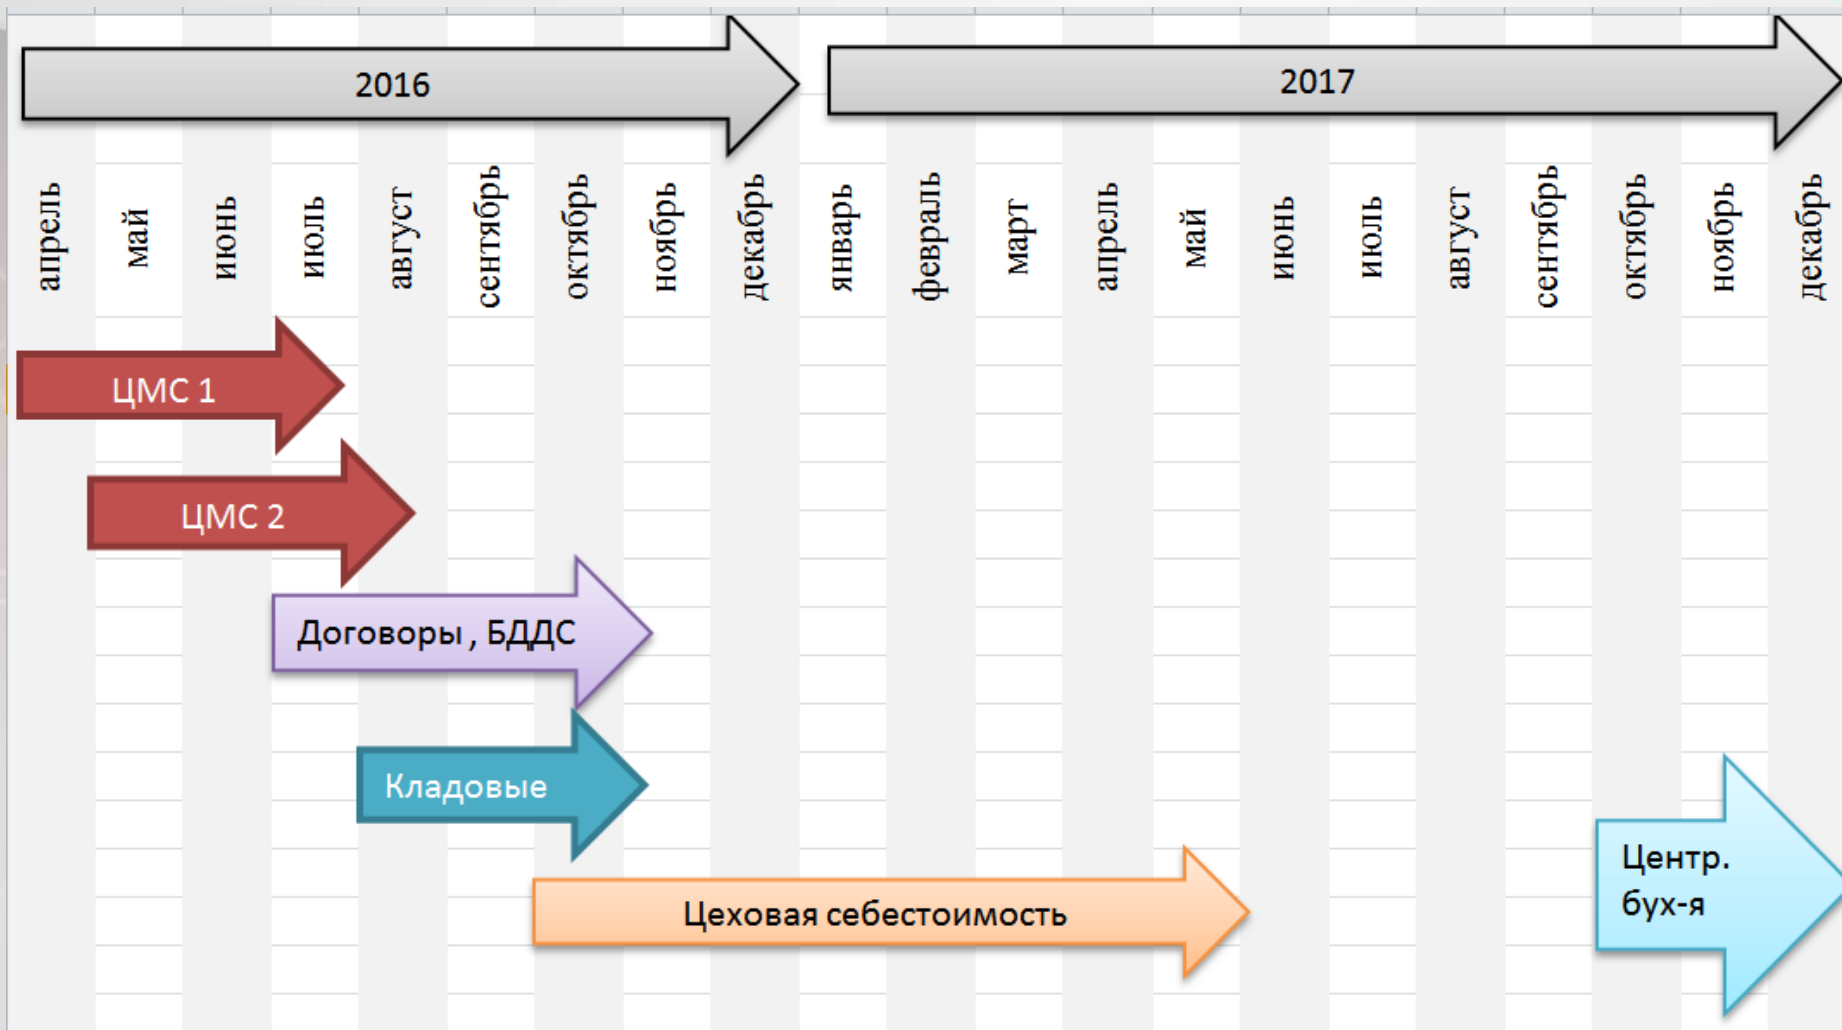 2016
2017
апрель
май
июнь
июль
август
сентябрь
октябрь
ноябрь
декабрь
январь
февраль
март
апрель
май
июнь
июль
август
сентябрь
октябрь
ноябрь
декабрь
ЦМС 1
ЦМС 2
Договоры , БДДС
Кладовые
Цеховая себестоимость
Центр.
бух-я